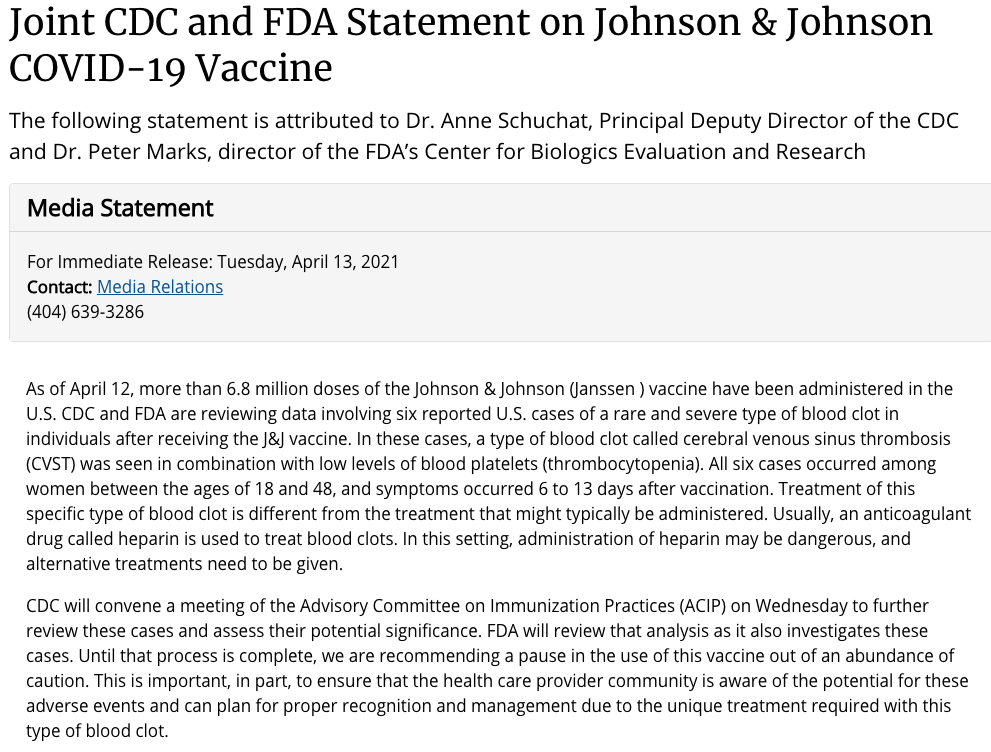 Joint CDC and FDA Statement on Johnson & Johnson
COVID-19 Vaccine
The following statement is attributed to Dr. Anne Schuchat, Principal Deputy Director of the CDC
and Dr. Peter Marks, director of the FDA’s Center for Biologics Evaluation and Research
Media Statement
For Immediate Release: Tuesday, April 13, 2021
Contact: Media Relations
(404) 639-3286
As of April 12, more than 6.8 million doses of the Johnson & Johnson (Janssen ) vaccine have been administered in the
U.S. CDC and FDA are reviewing data involving six reported U.S. cases of a rare and severe type of blood clot in
individuals after receiving the J&J vaccine. In these cases, a type of blood clot called cerebral venous sinus thrombosis
(CVST) was seen in combination with low levels of blood platelets (thrombocytopenia). All six cases occurred among
women between the ages of 18 and 48, and symptoms occurred 6 to 13 days after vaccination. Treatment of this
specific type of blood clot is different from the treatment that might typically be administered. Usually, an anticoagulant
drug called heparin is used to treat blood clots. In this setting, administration of heparin may be dangerous, and
alternative treatments need to be given.
CDC will convene a meeting of the Advisory Committee on Immunization Practices (ACIP) on Wednesday to further
review these cases and assess their potential significance. FDA will review that analysis as it also investigates these
cases. Until that process is complete, we are recommending a pause in the use of this vaccine out of an abundance of
caution. This is important, in part, to ensure that the health care provider community is aware of the potential for these
adverse events and can plan for proper recognition and management due to the unique treatment required with this
type of blood clot.